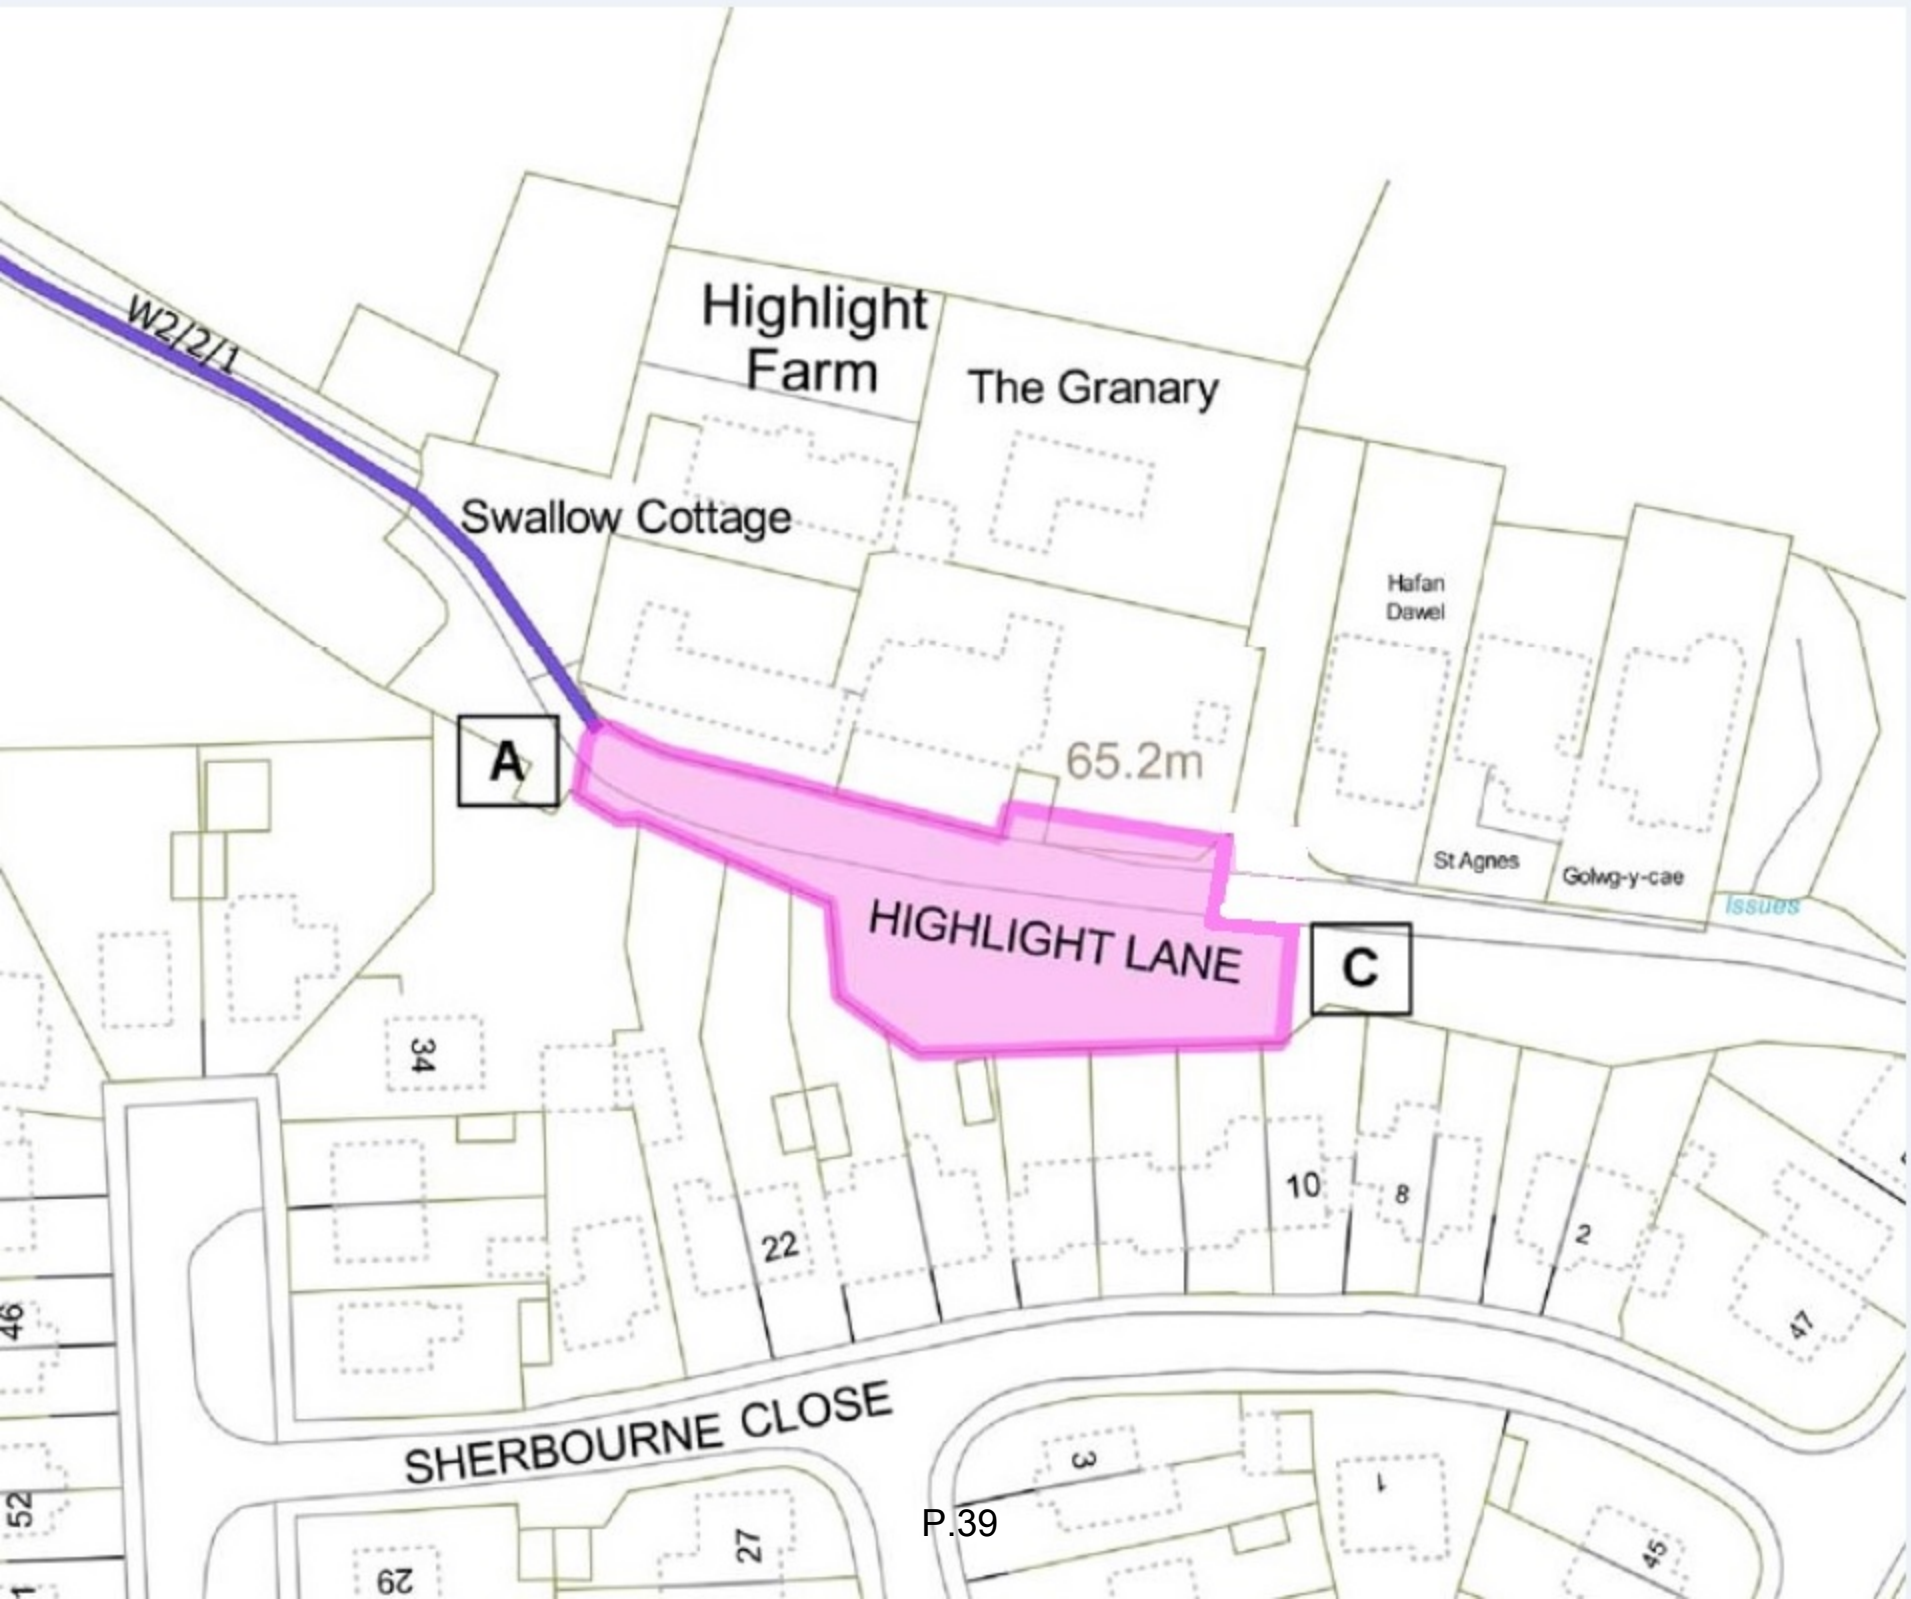 Highlight
Farm
The Granary
W2/2/1
Swallow Cottage
Hafan
Dawel
A
65.2m
St Agnes
Golwg-y-cae
Issues
HIGHLIGHT LANE
C
34
10
8
22
2
46
47
SHERBOURNE CLOSE
3
1
52
P.39
27
45
29
1